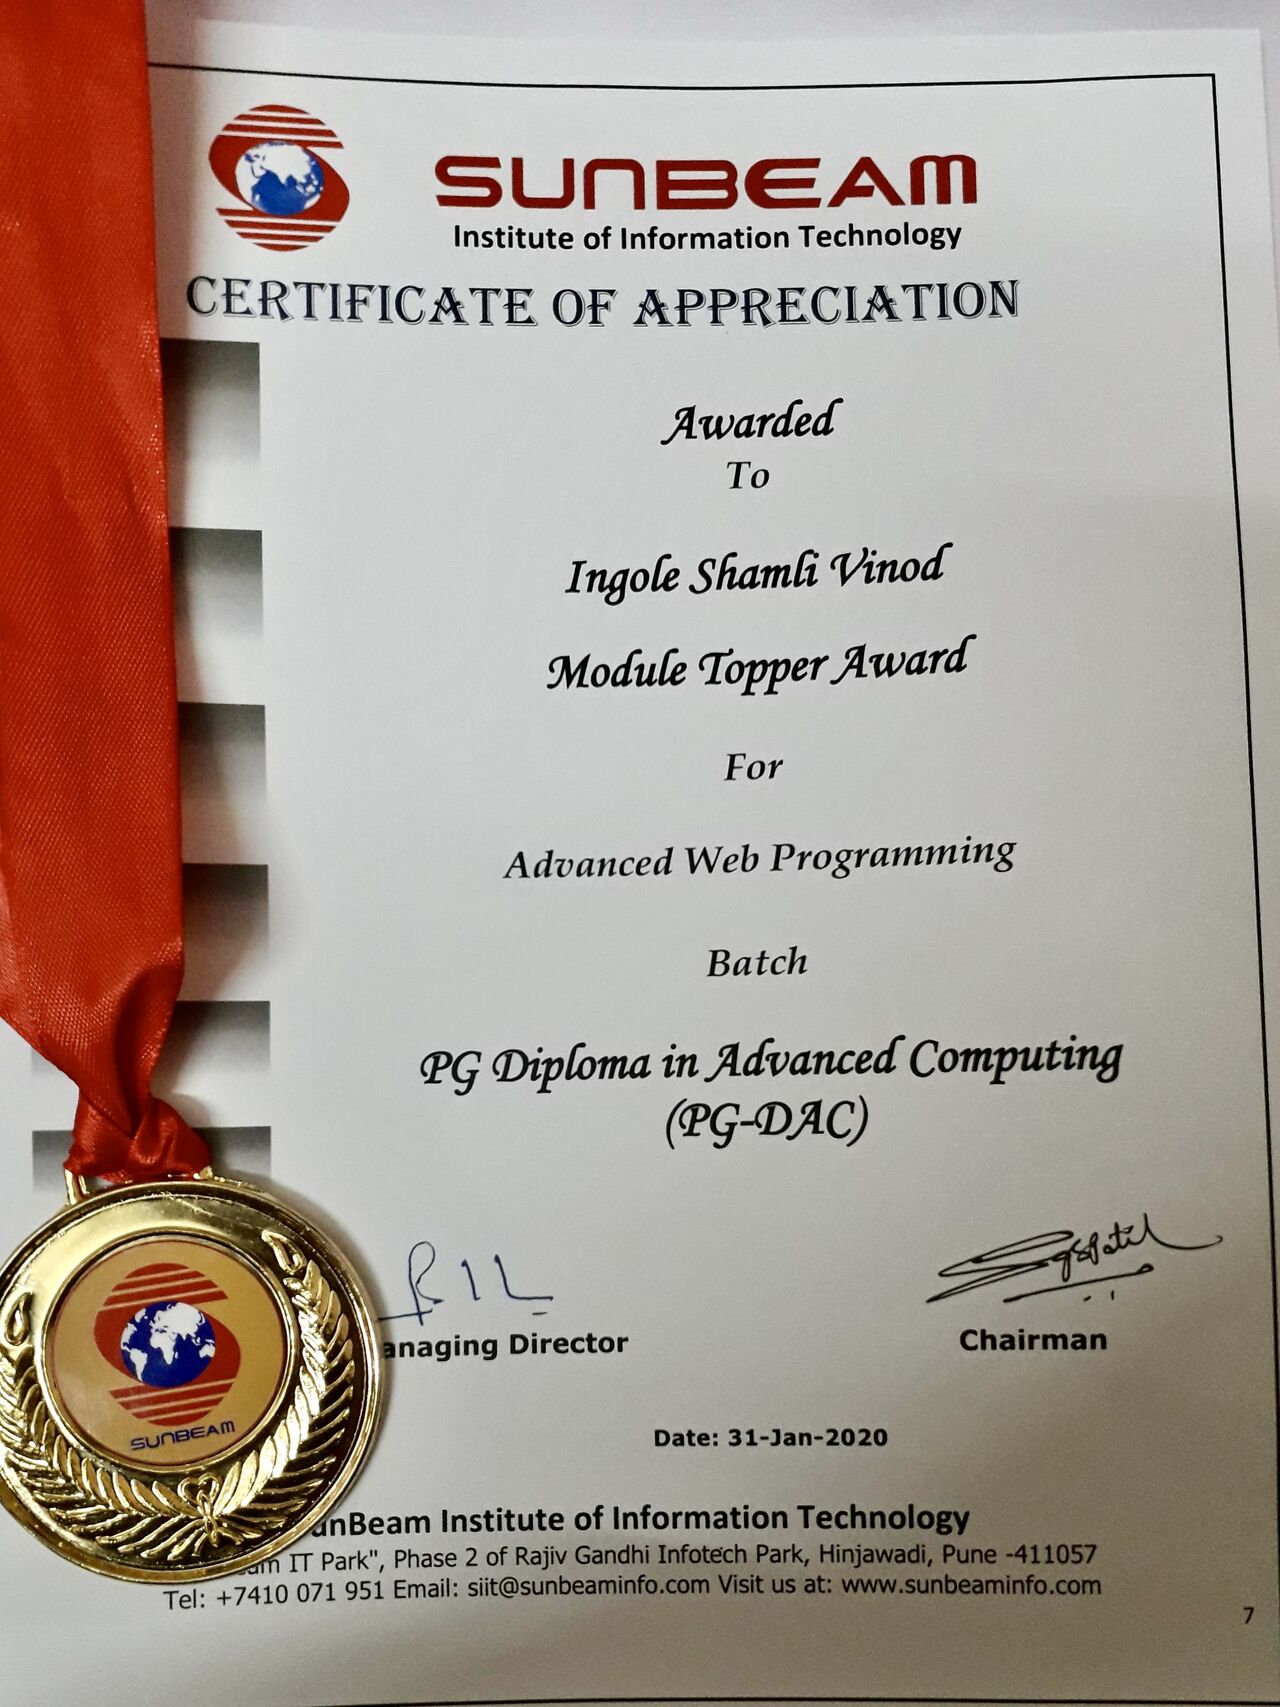 SUNBEAM
Institute of Information Technology
CERTIFICATE OF APPRECIATION
Awarded
To
Ingole Shamli Vinod
Module Topper Award
For
Advanced Web Programming
Batch
PG Diploma in Advanced Computing
(PG-DAC)
anaging Director
Chairman
Date: 31-Jan-2020
SUNBEAM
unBeam Institute of Information Technology
am IT Park", Phase 2 of Rajiv Gandhi Infotech Park, Hinjawadi, Pune -411057
Tel: +7410 071 951 Email: siit@sunbeaminfo.com Visit us at: www.sunbeaminfo.com
7